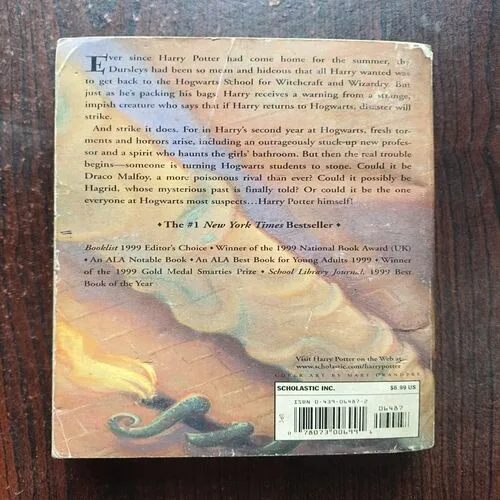 Ever since Harry Potter had come home for the summer, the
Dursleys had been so mean and hideous that all Harry wanted was
to get back to the Hogwarts School for Witchcraft and Wizardry. But
just as he's packing his bags, Harry receives a warning from a strange,
impish creature who says that if Harry returns to Hogwarts, disaster will
strike.
And strike it does. For in Harry's second year at Hogwarts, fresh tor-
ments and horrors arise, including an outrageously stuck-up new profes-
sor and a spirit who haunts the girls' bathroom. But then the real trouble
begins—someone is turning Hogwarts students to stone. Could it be
Draco Malfoy, a more poisonous rival than ever? Could it possibly be
Hagrid, whose mysterious past is finally told? Or could it be the one
everyone at Hogwarts most suspects…Harry Potter himself!
• The #1 New York Times Bestseller •
Booklist 1999 Editor's Choice • Winner of the 1999 National Book Award (UK)
• An ALA Notable Book • An ALA Best Book for Young Adults 1999 • Winner
of the 1999 Gold Medal Smarties Prize • School Library Journal, 1999 Best
Book of the Year
Visit Harry Potter on the Web at
www.scholastic.com/harrypotter
COVER ART BY MARY GRANDPRÉ
SCHOLASTIC INC. $6.99 US
ISBN 0-439-06487-2
06487
0 78073 00699